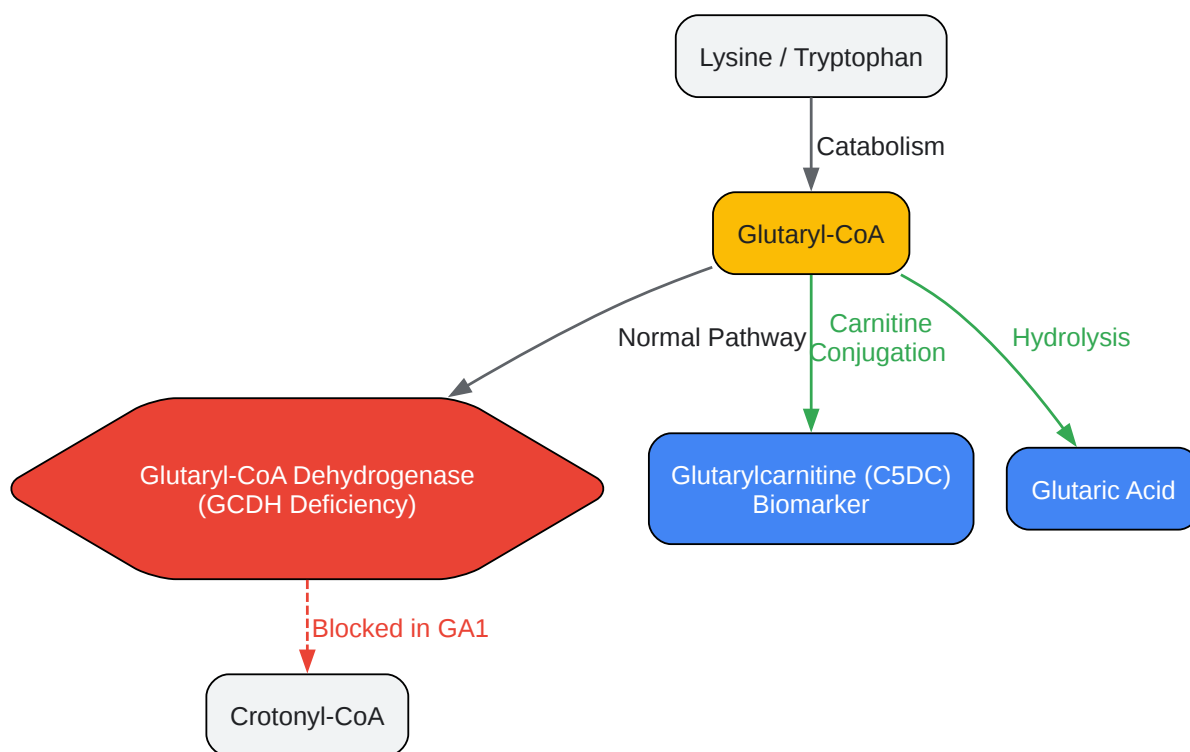 Lysine / Tryptophan
Catabolism
Glutaryl-CoA
Normal Pathway
Carnitine
Conjugation
Hydrolysis
Glutaryl-CoA Dehydrogenase
(GCDH Deficiency)
Glutarylcarnitine (C5DC)
Biomarker
Glutaric Acid
Blocked in GA1
Crotonyl-CoA